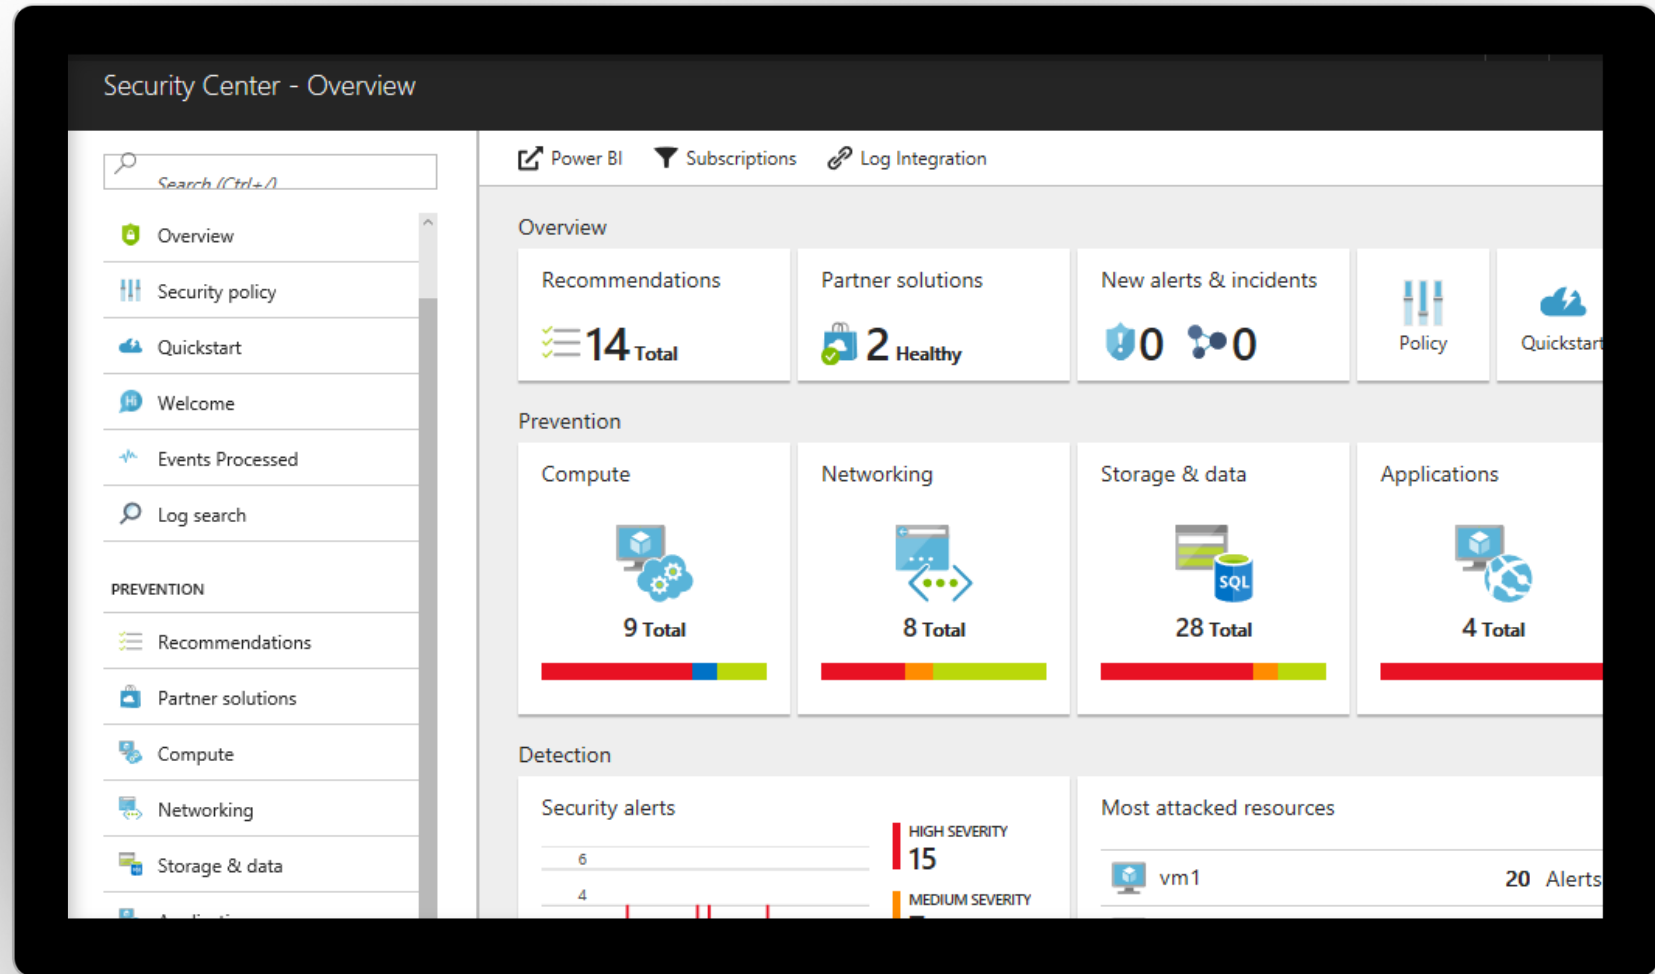 Security Center - Overview
Search (Ctrl+/)
Overview
Security policy
Quickstart
Hi
Welcome
Events Processed
Log search
PREVENTION
Recommendations
Partner solutions
Compute
Networking
Storage & data
Power BI
Subscriptions
Log Integration
Overview
Recommendations
14 Total
Partner solutions
2 Healthy
New alerts & incidents
0
0
Policy
Quickstart
Prevention
Compute
9 Total
Networking
8 Total
Storage & data
SQL
28 Total
Applications
4 Total
Detection
Security alerts
6
4
HIGH SEVERITY
15
MEDIUM SEVERITY
Most attacked resources
vm1
20 Alerts